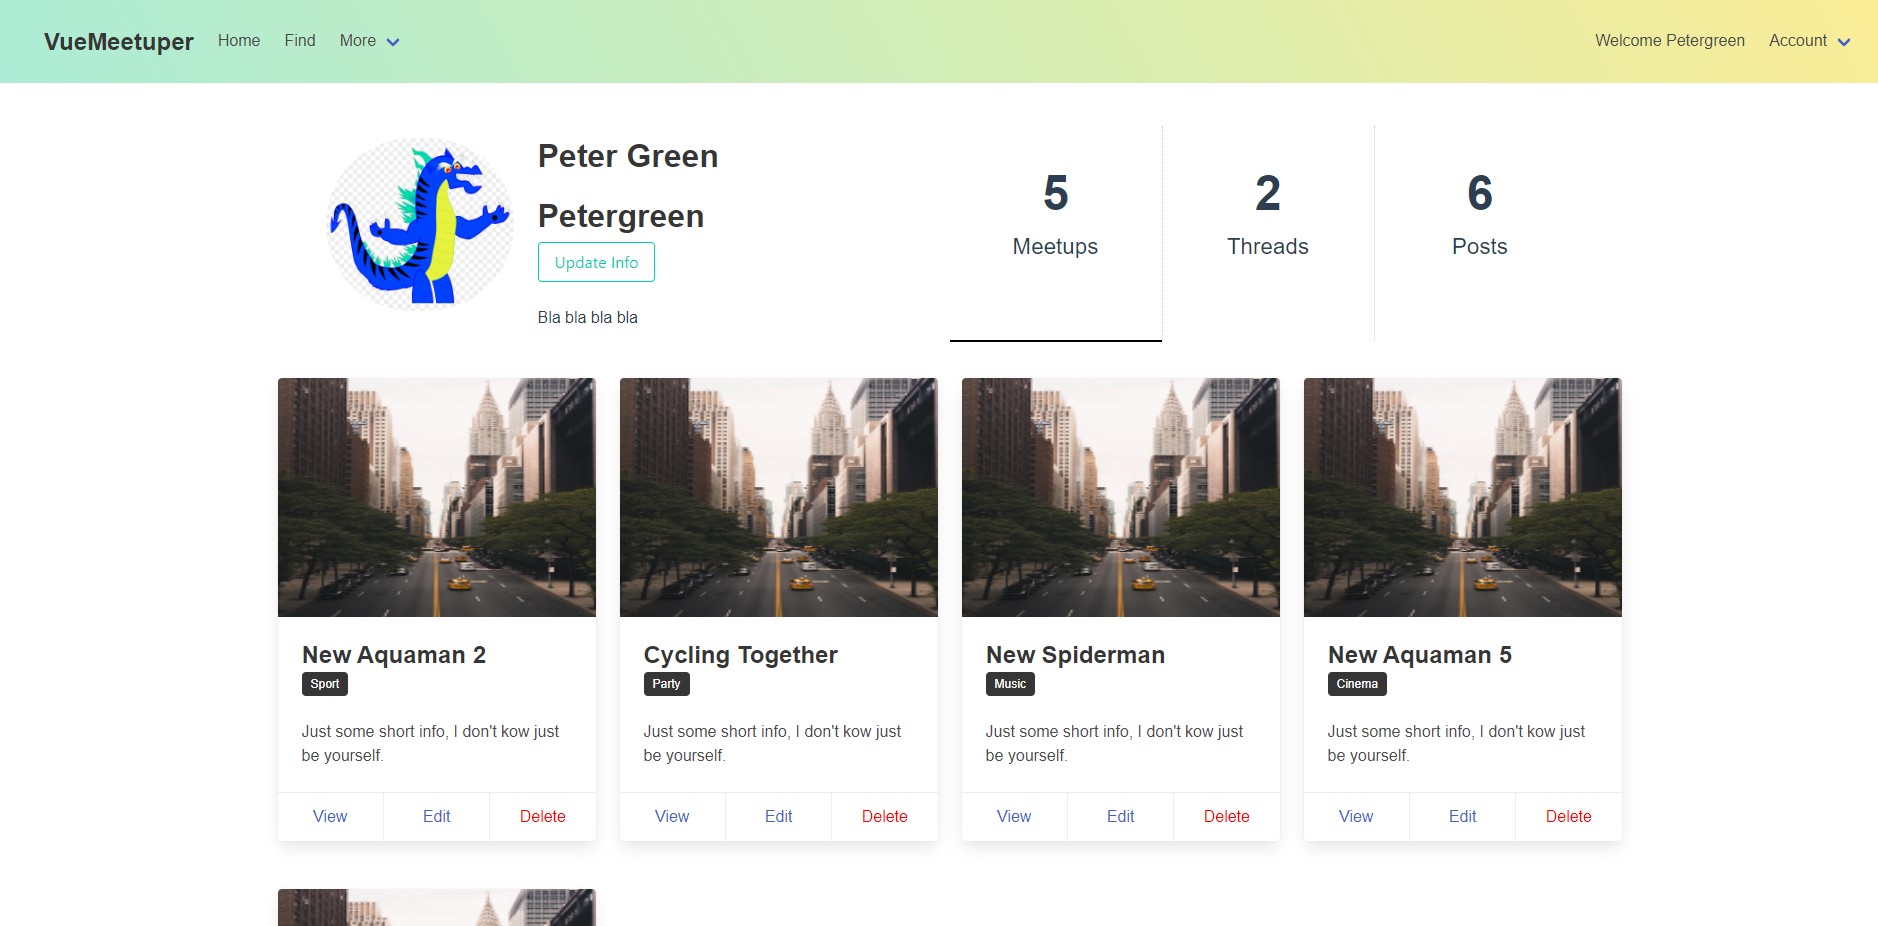 VueMeetuper Home Find More Welcome Petergreen Account
Peter Green
Petergreen
Update Info
Bla bla bla bla
5 2 6
Meetups Threads Posts
New Aquaman 2
Sport
Just some short info, I don't kow just
be yourself.
View Edit Delete
Cycling Together
Party
Just some short info, I don't kow just
be yourself.
View Edit Delete
New Spiderman
Music
Just some short info, I don't kow just
be yourself.
View Edit Delete
New Aquaman 5
Cinema
Just some short info, I don't kow just
be yourself.
View Edit Delete